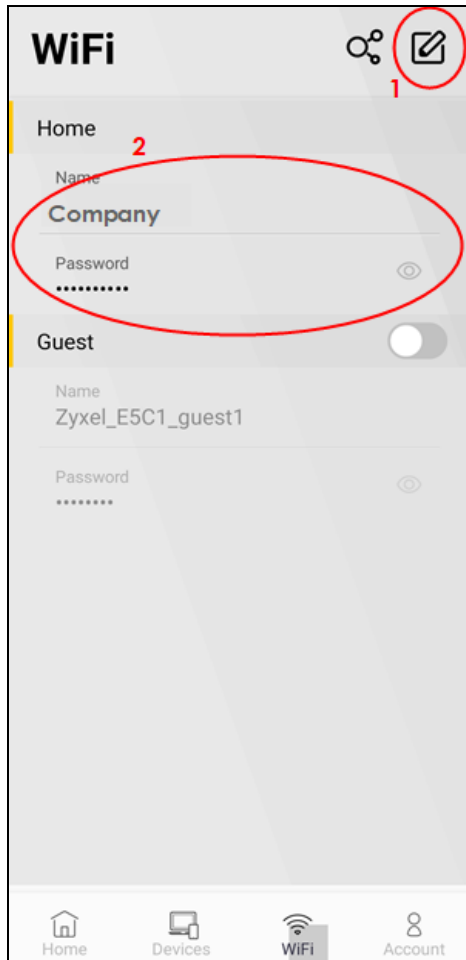 WiFi
1
Home
2
Name
Company
Password
••••••••••
Guest
Name
Zyxel_E5C1_guest1
Password
••••••••
Home Devices WiFi Account